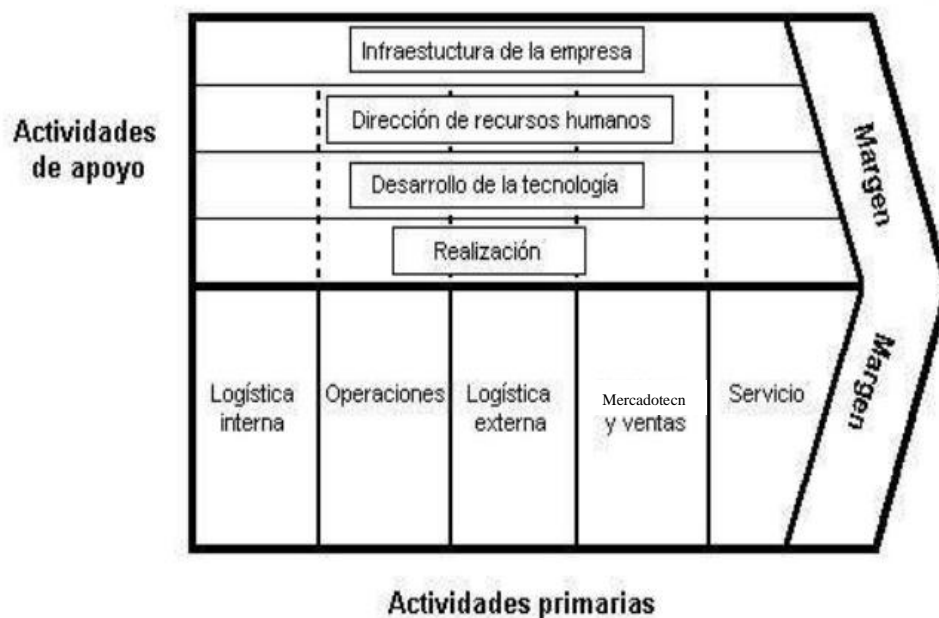 Infraestuctura de la empresa
Dirección de recursos humanos
Desarrollo de la tecnología
Realización
Actividades
de apoyo
Margen
Margen
Logística
interna
Operaciones
Logística
externa
Mercadotecn
y ventas
Servicio
Actividades primarias